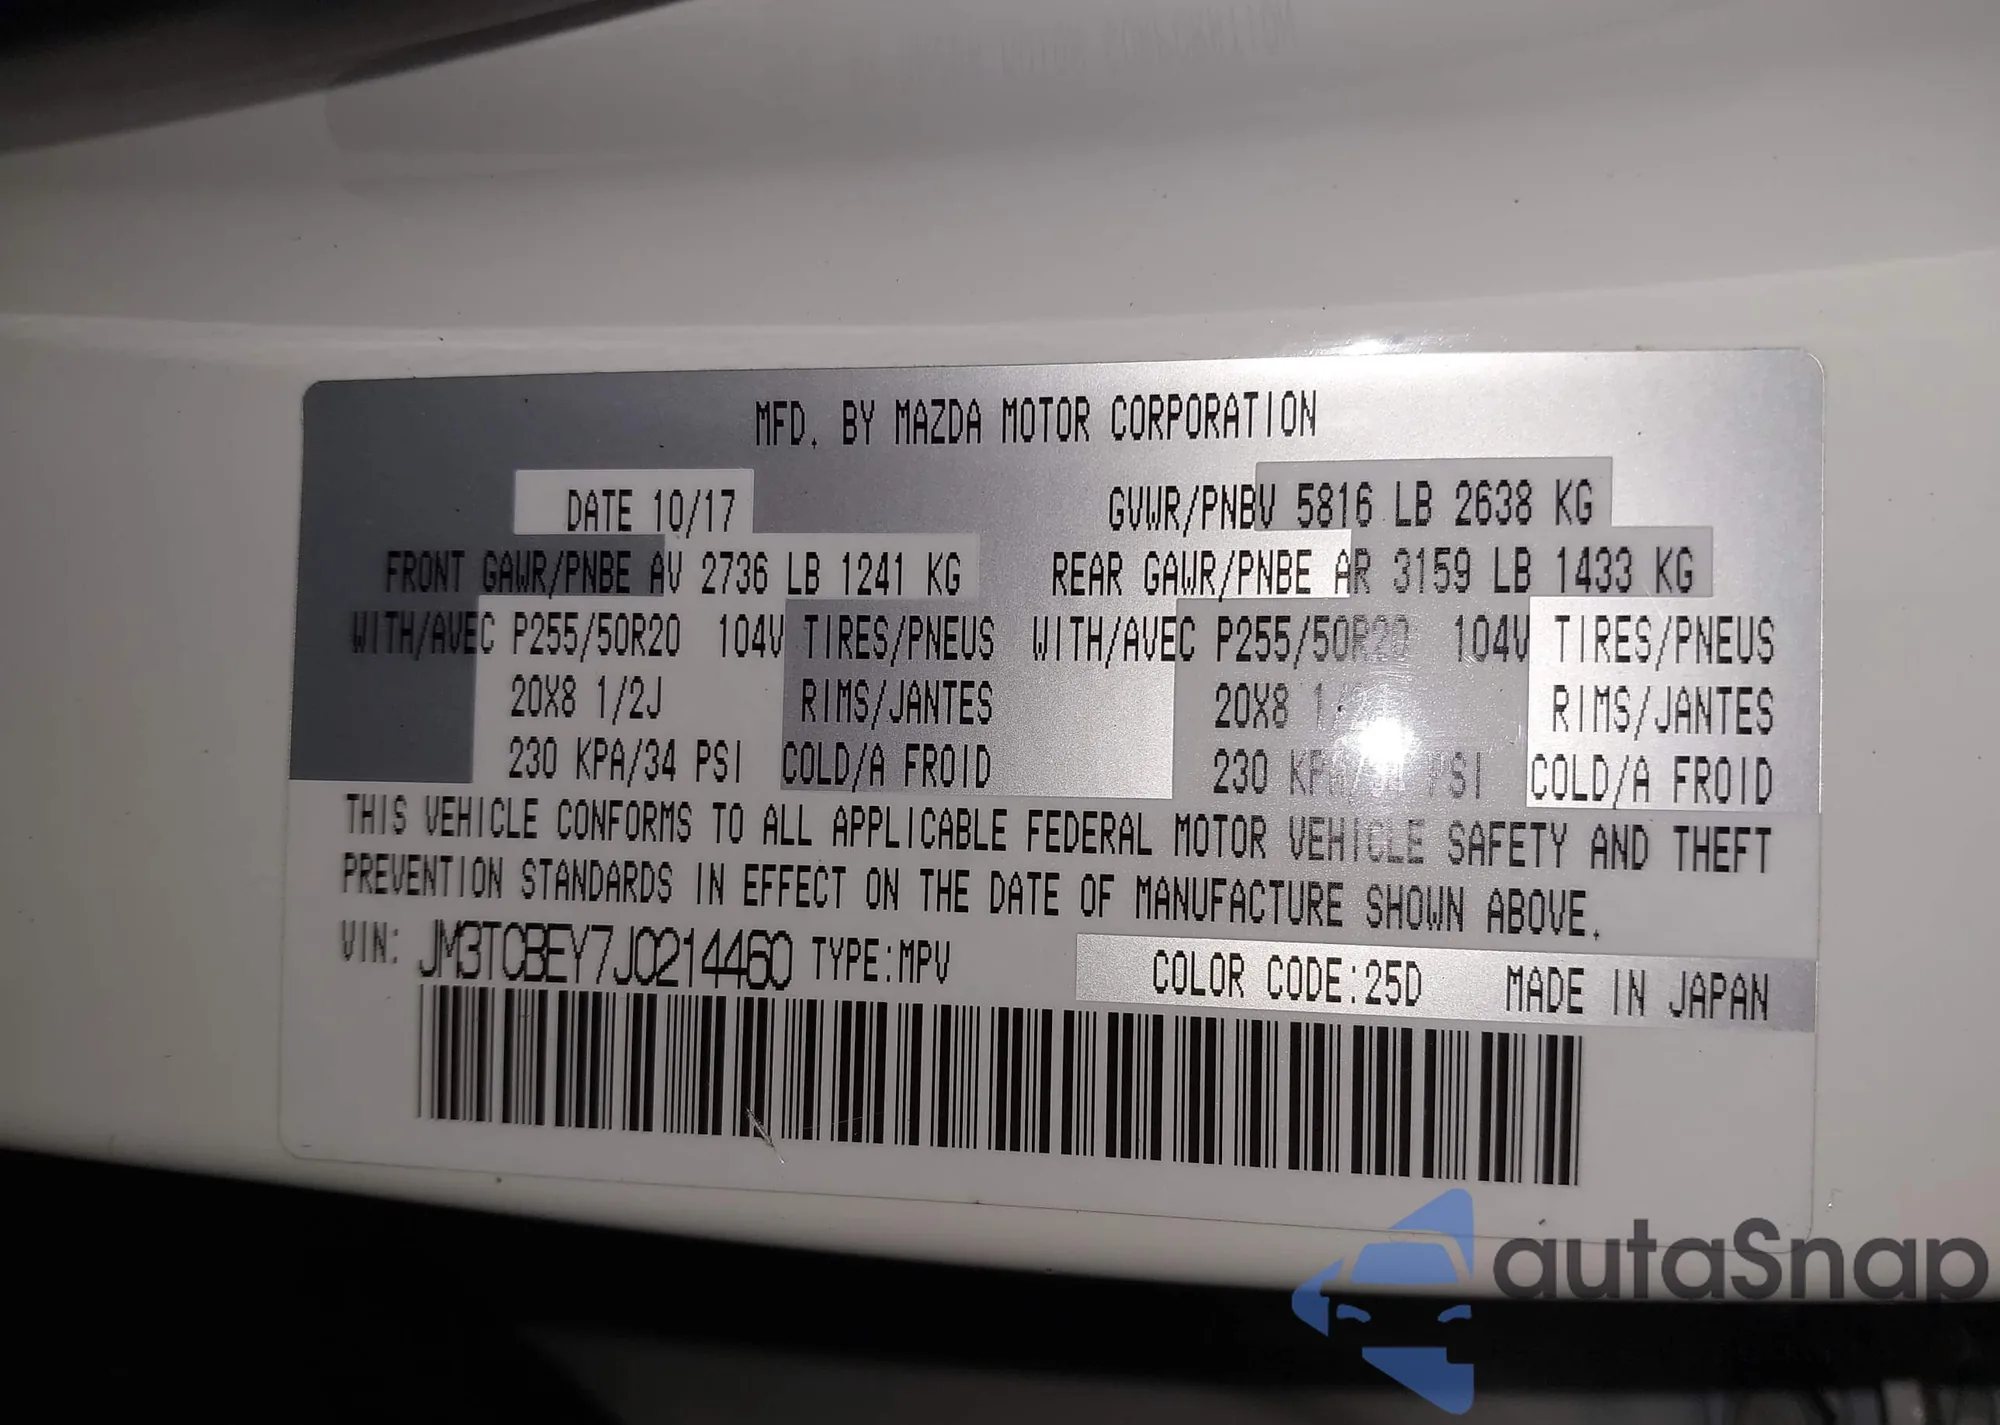 MFD. BY MAZDA MOTOR CORPORATION
DATE 10/17 GVWR/PNBV 5816 LB 2638 KG
FRONT GAWR/PNBE AV 2736 LB 1241 KG REAR GAWR/PNBE AR 3159 LB 1433 KG
WITH/AVEC P255/50R20 104V TIRES/PNEUS WITH/AVEC P255/50R20 104V TIRES/PNEUS
20X8 1/2J RIMS/JANTES 20X8 RIMS/JANTES
230 KPA/34 PSI COLD/A FROID 230 PSI COLD/A FROID
THIS VEHICLE CONFORMS TO ALL APPLICABLE FEDERAL MOTOR VEHICLE SAFETY AND THEFT
PREVENTION STANDARDS IN EFFECT ON THE DATE OF MANUFACTURE SHOWN ABOVE.
VIN: JM3TCBEY7J0214460 TYPE:MPV COLOR CODE:25D MADE IN JAPAN
autaSnap